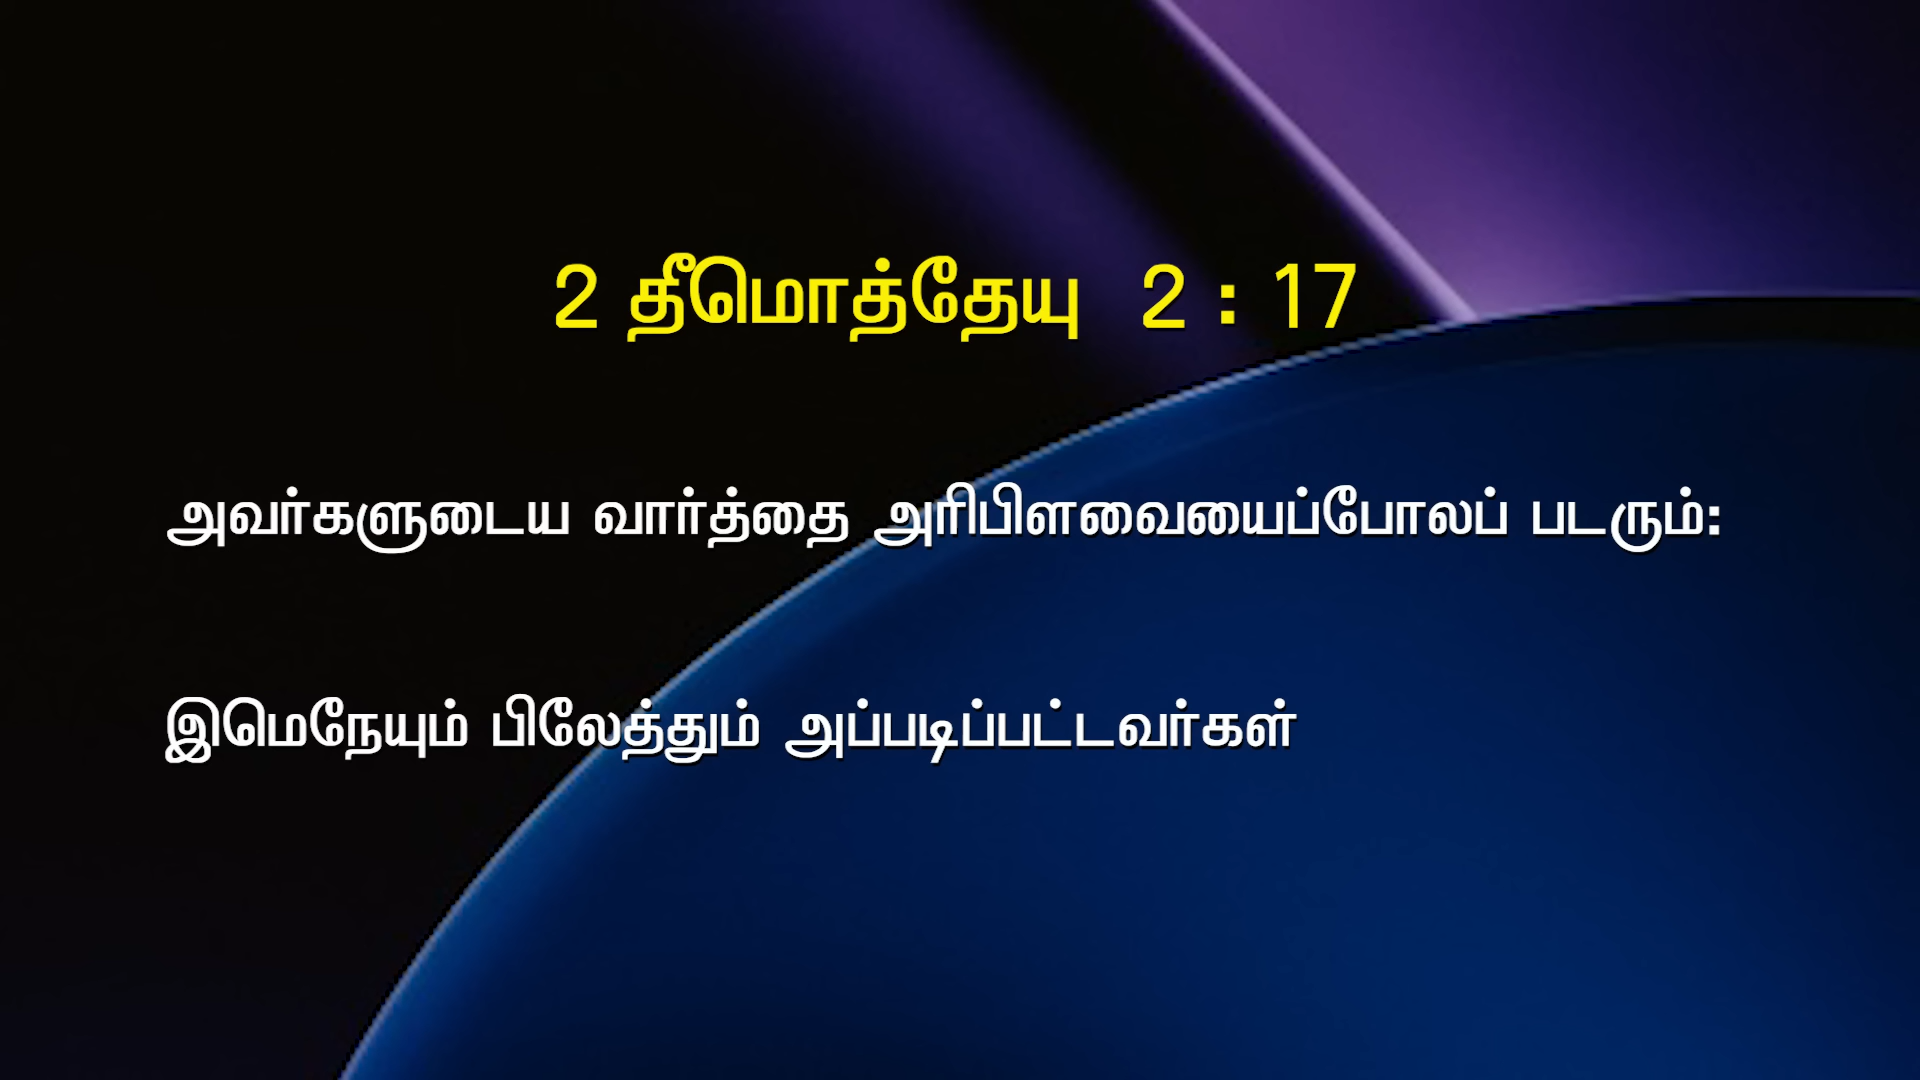 2 தீமொத்தேயு 2 : 17
அவர்களுடைய வார்த்தை அரிபிளவையைப்போலப் படரும்:
இமெநேயும் பிலேத்தும் அப்படிப்பட்டவர்கள்